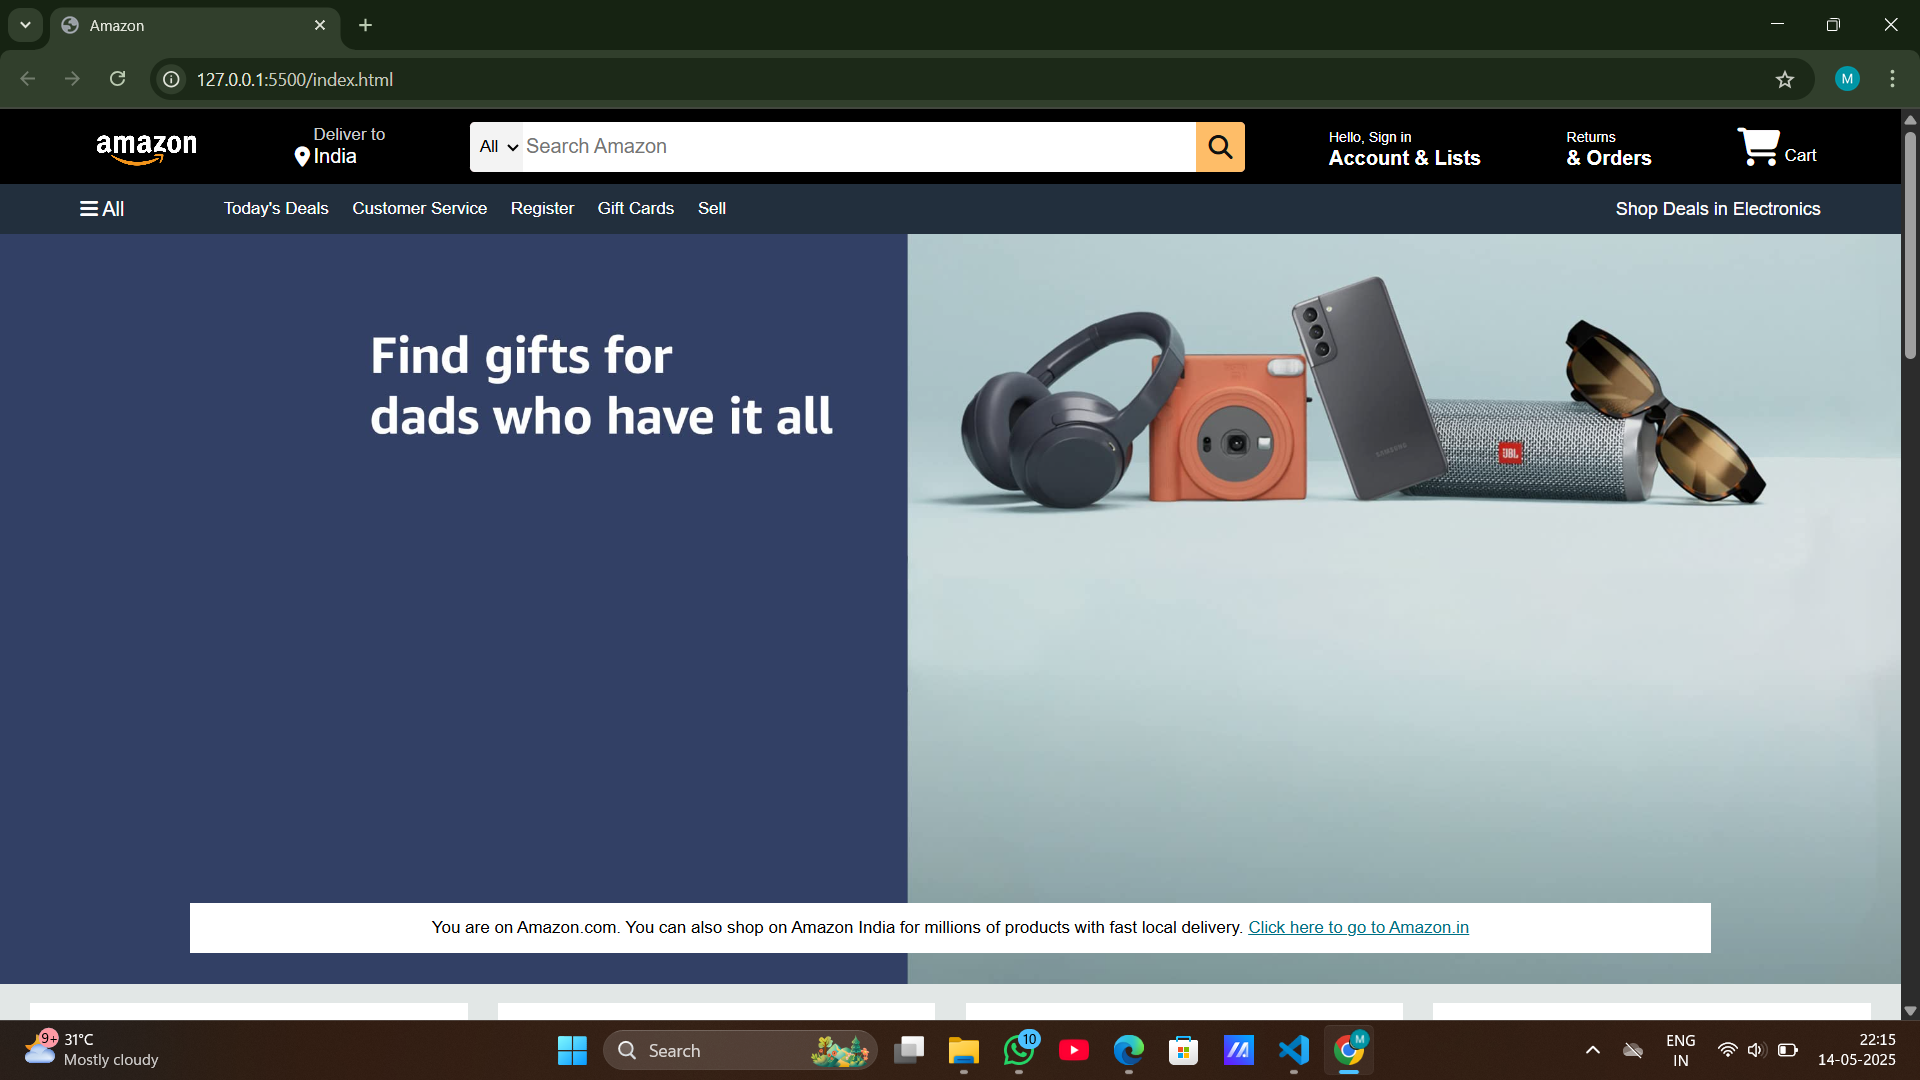 Amazon
127.0.0.1:5500/index.html
M
amazon
Deliver to
India
All
Search Amazon
Hello, Sign in
Account & Lists
Returns
& Orders
Cart
All
Today's Deals
Customer Service
Register
Gift Cards
Sell
Shop Deals in Electronics
Find gifts for
dads who have it all
SAMSUNG
JBL
You are on Amazon.com. You can also shop on Amazon India for millions of products with fast local delivery. Click here to go to Amazon.in
9+
31°C
Mostly cloudy
Search
10
M
ENG
IN
22:15
14-05-2025